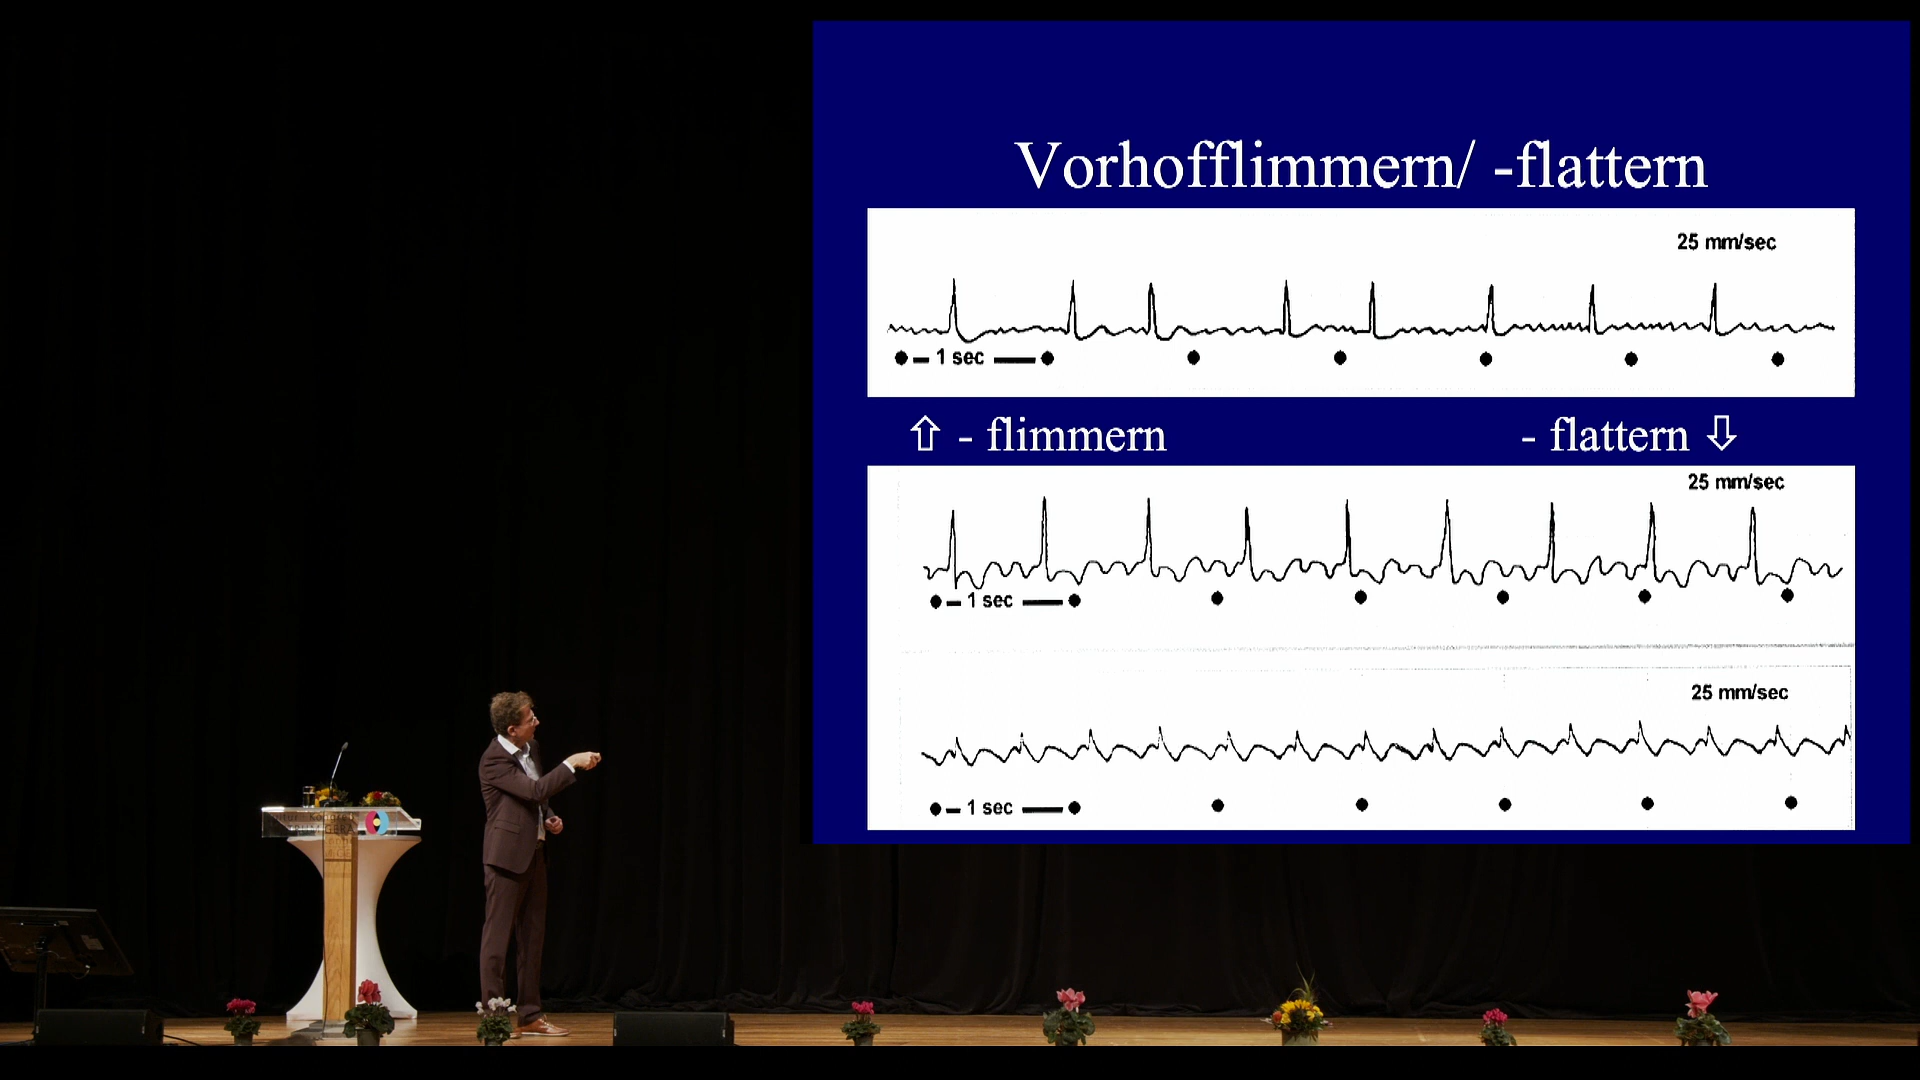 Vorhofflimmern/ -flattern
25 mm/sec
1 sec
⇧ - flimmern
- flattern ⇩
25 mm/sec
1 sec
25 mm/sec
1 sec